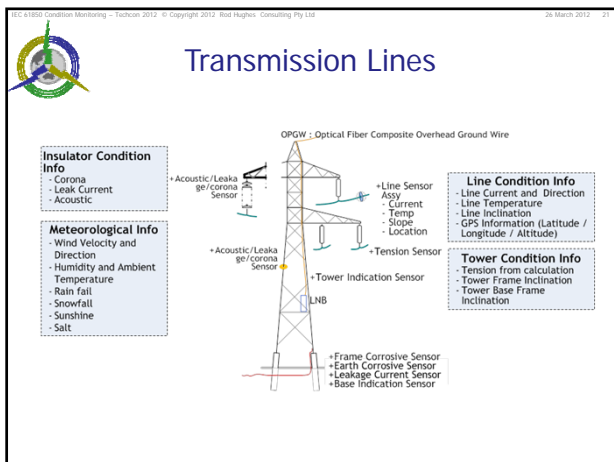 IEC 61850 Condition Monitoring – Techcon 2012 © Copyright 2012 Rod Hughes Consulting Pty Ltd
26 March 2012 21
Transmission Lines
OPGW : Optical Fiber Composite Overhead Ground Wire
Insulator Condition
Info
- Corona
- Leak Current
- Acoustic
Meteorological Info
- Wind Velocity and
Direction
- Humidity and Ambient
Temperature
- Rain fail
- Snowfall
- Sunshine
- Salt
+Acoustic/Leaka
ge/corona
Sensor
+Acoustic/Leaka
ge/corona
Sensor
+Line Sensor
Assy
- Current
- Temp
- Slope
- Location
+Tension Sensor
+Tower Indication Sensor
LNB
+Frame Corrosive Sensor
+Earth Corrosive Sensor
+Leakage Current Sensor
+Base Indication Sensor
Line Condition Info
- Line Current and Direction
- Line Temperature
- Line Inclination
- GPS Information (Latitude /
Longitude / Altitude)
Tower Condition Info
- Tension from calculation
- Tower Frame Inclination
- Tower Base Frame
Inclination